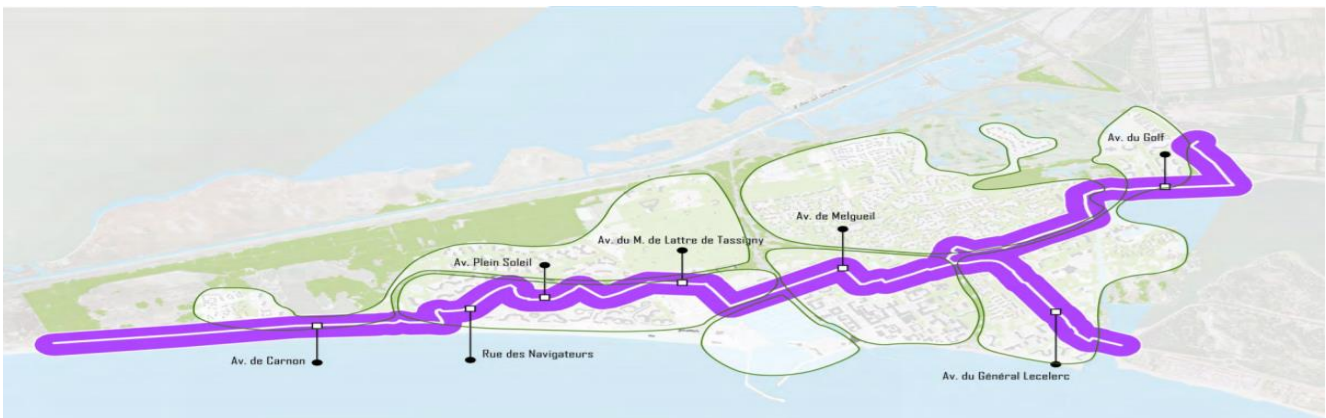 Av. du Golf
Av. de Melgueil
Av. du M. de Lattre de Tassigny
Av. Plein Soleil
Rue des Navigateurs
Av. de Carnon
Av. du Général Lecelerc